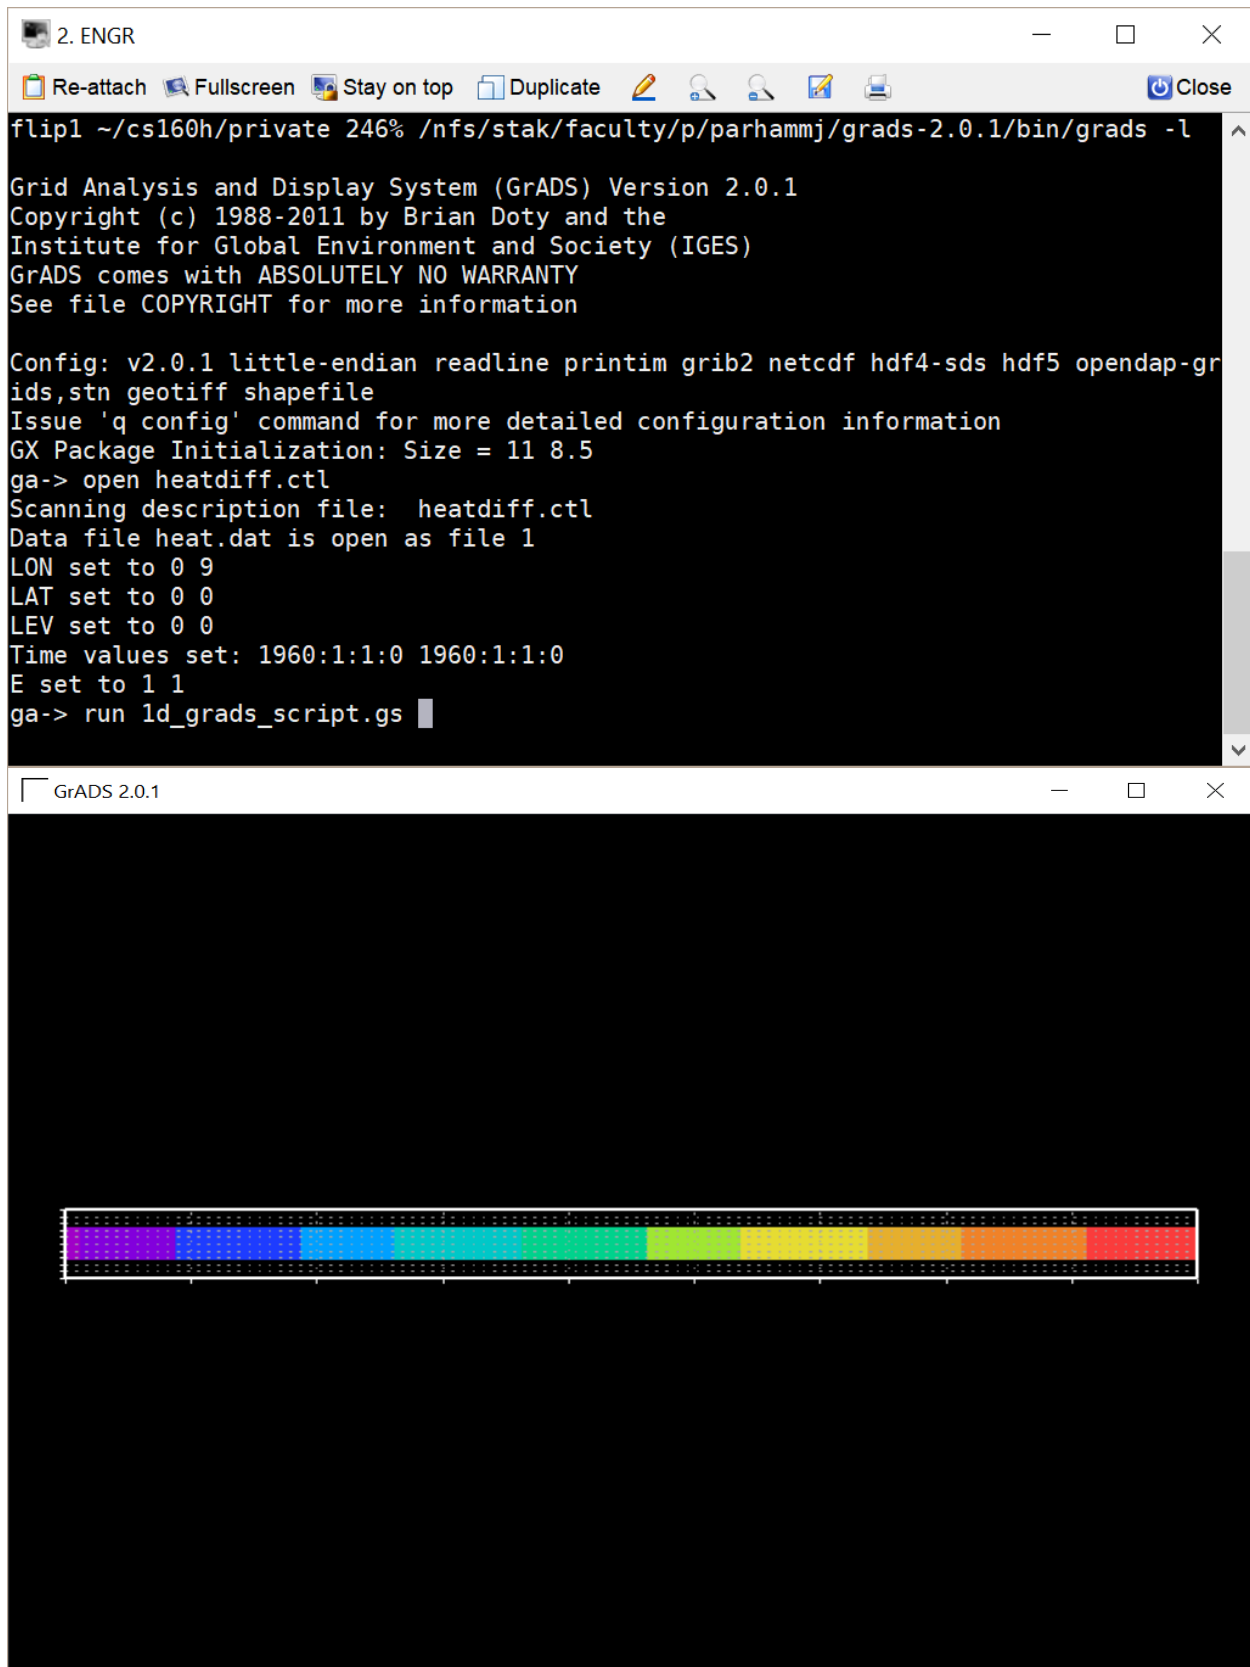 2. ENGR
Re-attach Fullscreen Stay on top Duplicate Close
flip1 ~/cs160h/private 246% /nfs/stak/faculty/p/parhammj/grads-2.0.1/bin/grads -l
Grid Analysis and Display System (GrADS) Version 2.0.1
Copyright (c) 1988-2011 by Brian Doty and the
Institute for Global Environment and Society (IGES)
GrADS comes with ABSOLUTELY NO WARRANTY
See file COPYRIGHT for more information
Config: v2.0.1 little-endian readline printim grib2 netcdf hdf4-sds hdf5 opendap-gr
ids,stn geotiff shapefile
Issue 'q config' command for more detailed configuration information
GX Package Initialization: Size = 11 8.5
ga-> open heatdiff.ctl
Scanning description file:  heatdiff.ctl
Data file heat.dat is open as file 1
LON set to 0 9
LAT set to 0 0
LEV set to 0 0
Time values set: 1960:1:1:0 1960:1:1:0
E set to 1 1
ga-> run 1d_grads_script.gs
GrADS 2.0.1